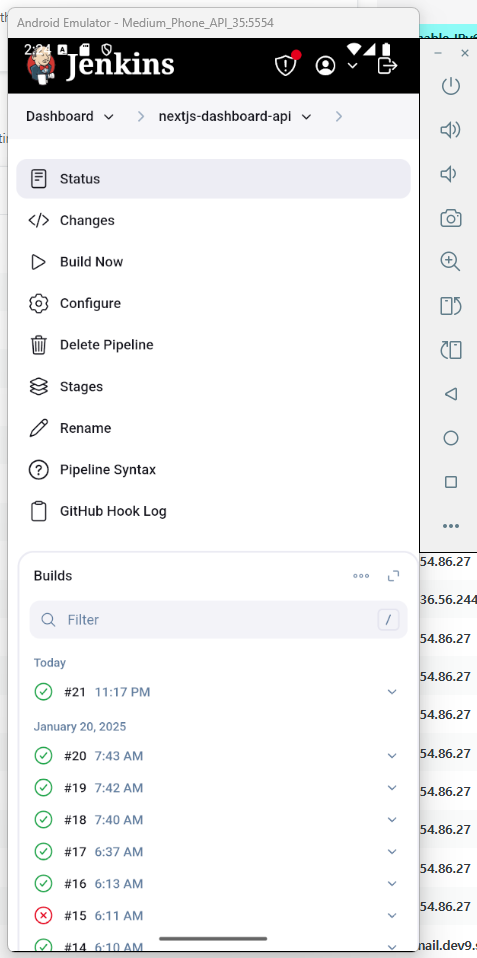 Android Emulator - Medium_Phone_API_35:5554
2:24
Jenkins
Dashboard
nextjs-dashboard-api
Status
Changes
Build Now
Configure
Delete Pipeline
Stages
Rename
Pipeline Syntax
GitHub Hook Log
Builds
Filter
/
Today
#21 11:17 PM
January 20, 2025
#20 7:43 AM
#19 7:42 AM
#18 7:40 AM
#17 6:37 AM
#16 6:13 AM
#15 6:11 AM
#14 6:10 AM
54.86.27
36.56.244
54.86.27
54.86.27
54.86.27
54.86.27
54.86.27
54.86.27
54.86.27
54.86.27
mail.dev9.s